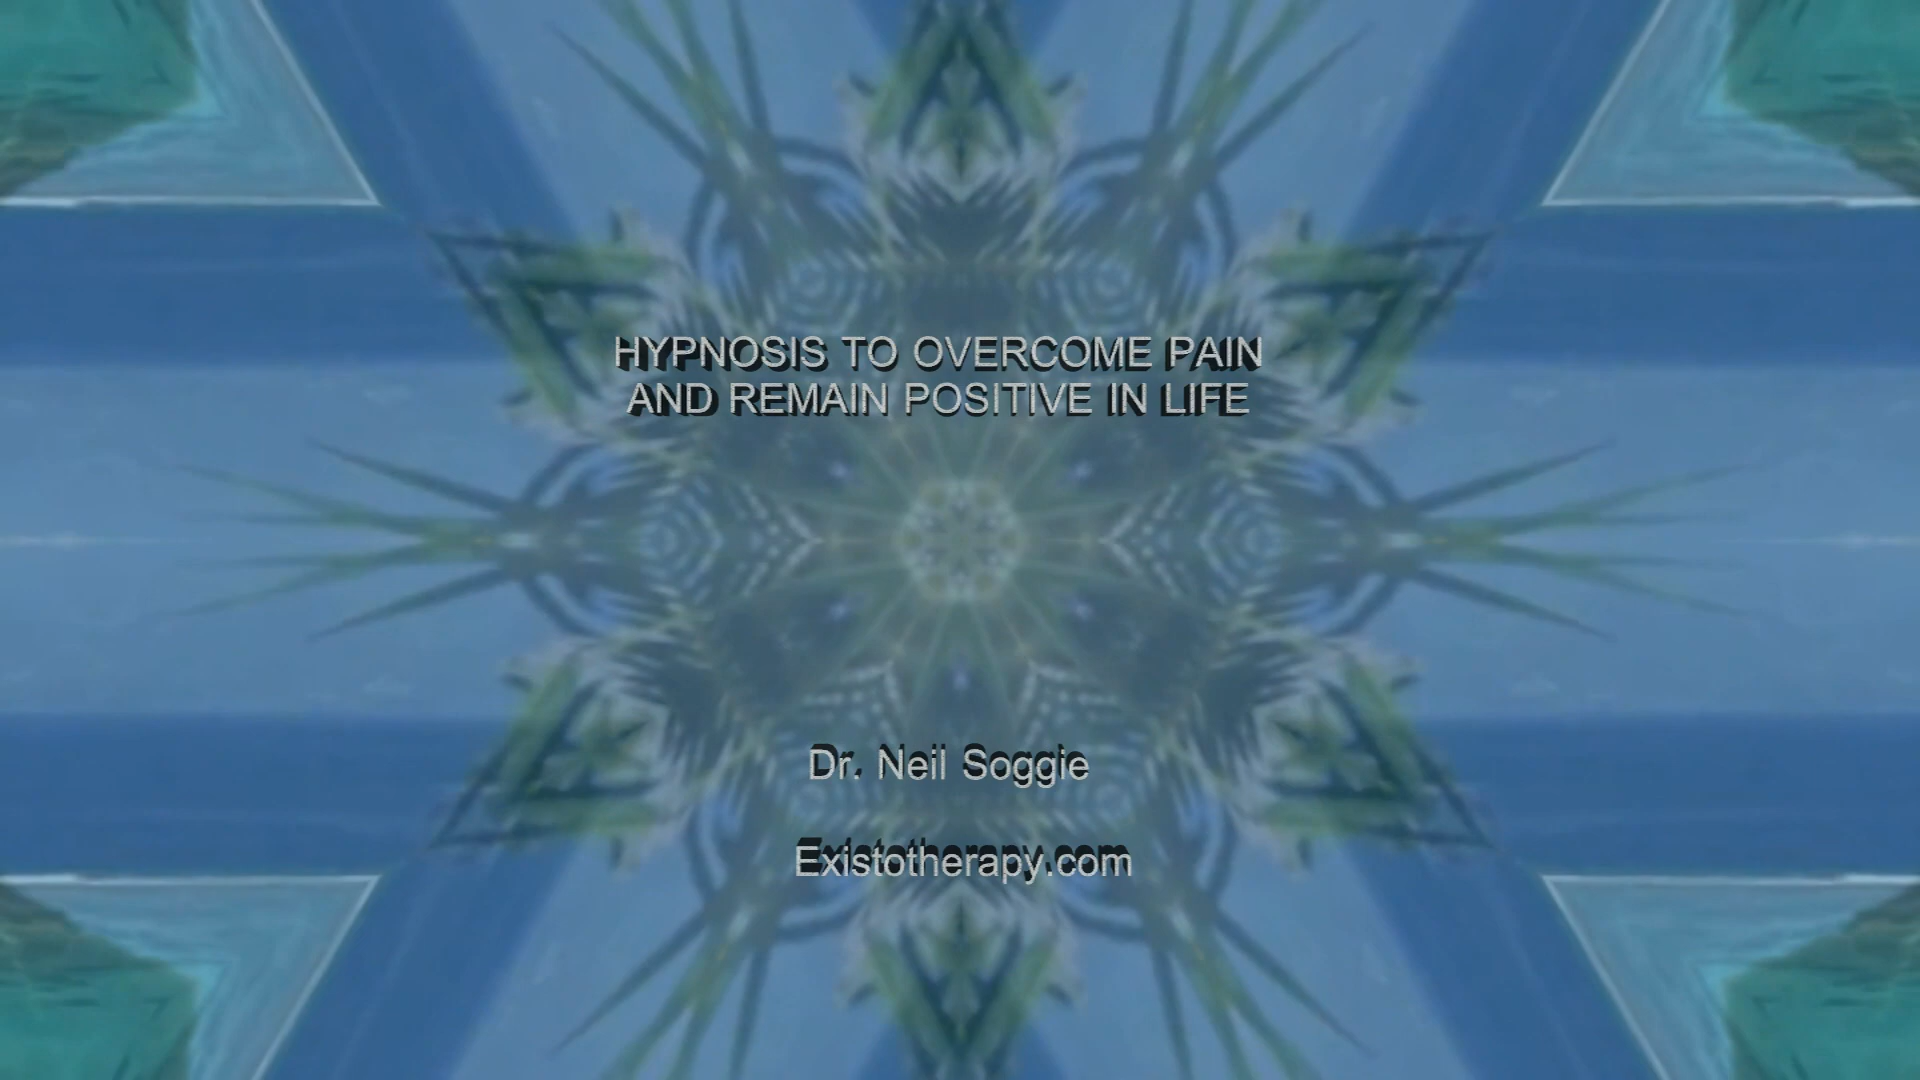 HYPNOSIS TO OVERCOME PAIN
AND REMAIN POSITIVE IN LIFE
Dr. Neil Soggie
Existotherapy.com